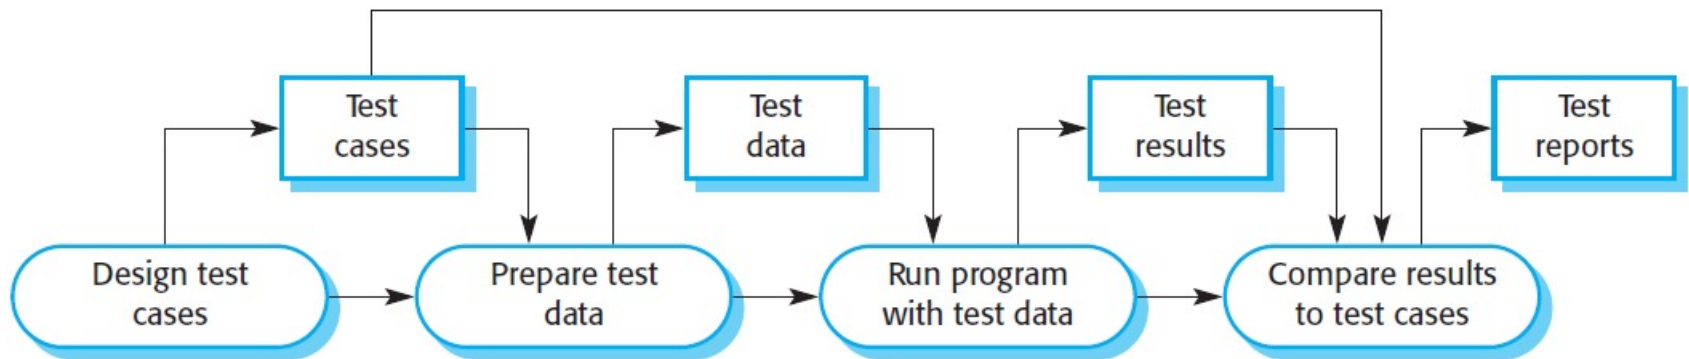 Test
cases
Test
data
Test
results
Test
reports
Design test
cases
Prepare test
data
Run program
with test data
Compare results
to test cases